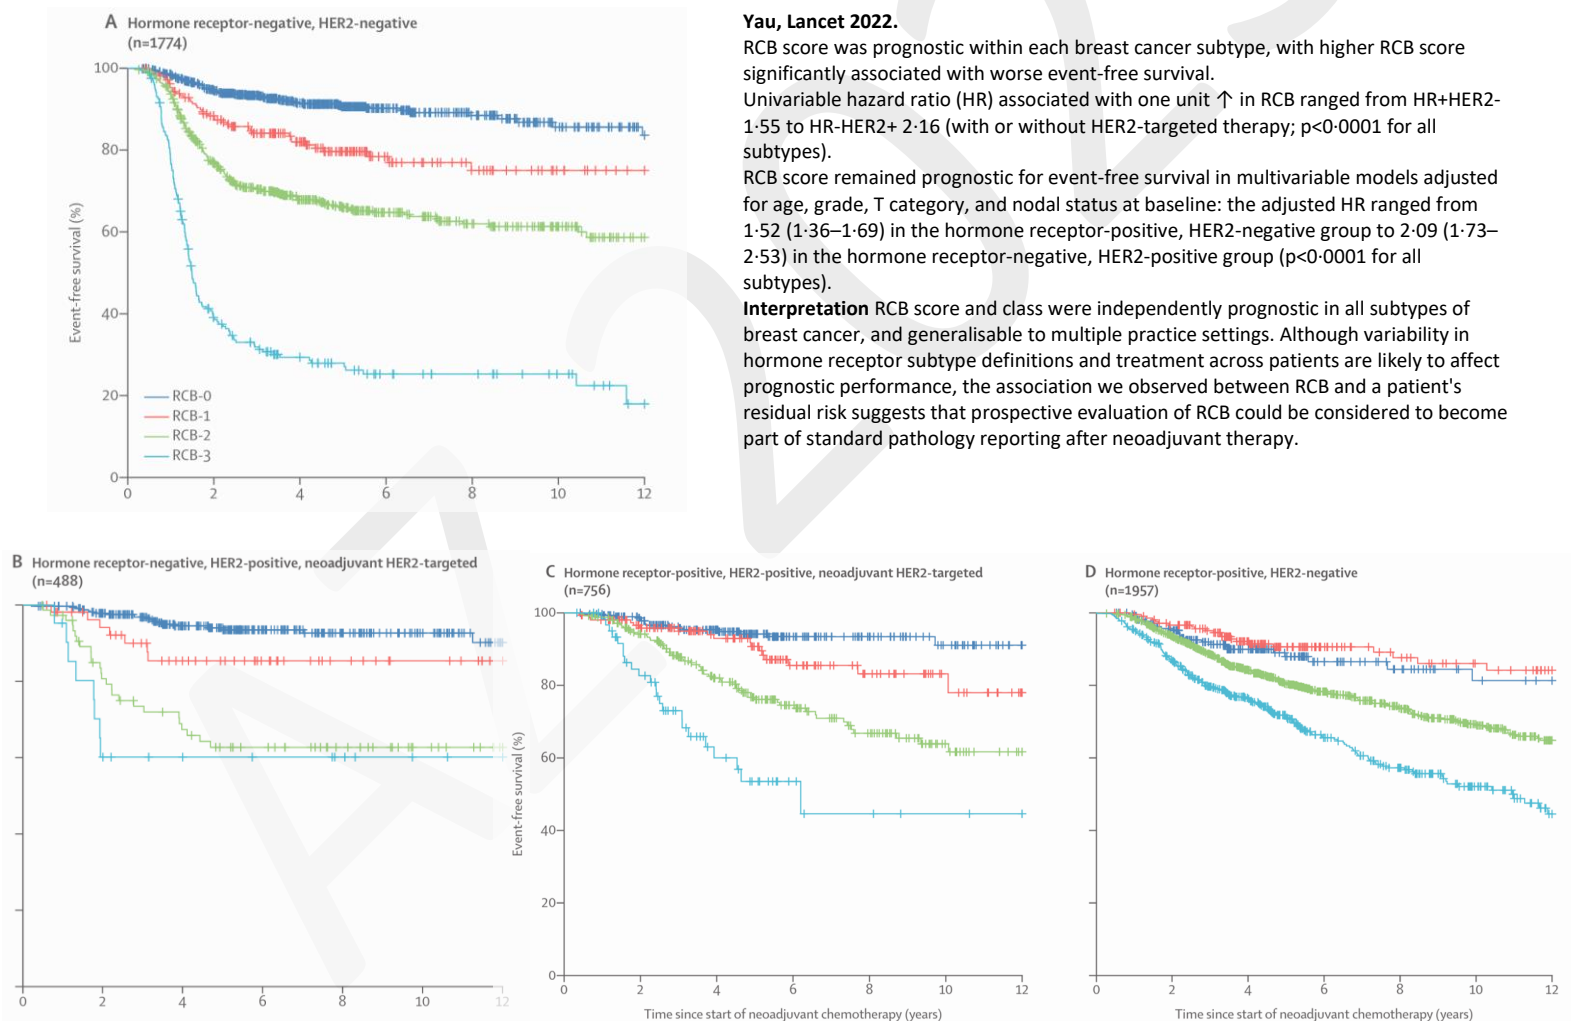 A Hormone receptor-negative, HER2-negative
(n=1774)
100
80
60
40
20
0
Event-free survival (%)
RCB-0
RCB-1
RCB-2
RCB-3
0 2 4 6 8 10 12
Yau, Lancet 2022.
RCB score was prognostic within each breast cancer subtype, with higher RCB score
significantly associated with worse event-free survival.
Univariable hazard ratio (HR) associated with one unit ↑ in RCB ranged from HR+HER2-
1·55 to HR-HER2+ 2·16 (with or without HER2-targeted therapy; p<0·0001 for all
subtypes).
RCB score remained prognostic for event-free survival in multivariable models adjusted
for age, grade, T category, and nodal status at baseline: the adjusted HR ranged from
1·52 (1·36–1·69) in the hormone receptor-positive, HER2-negative group to 2·09 (1·73–
2·53) in the hormone receptor-negative, HER2-positive group (p<0·0001 for all
subtypes).
Interpretation RCB score and class were independently prognostic in all subtypes of
breast cancer, and generalisable to multiple practice settings. Although variability in
hormone receptor subtype definitions and treatment across patients are likely to affect
prognostic performance, the association we observed between RCB and a patient's
residual risk suggests that prospective evaluation of RCB could be considered to become
part of standard pathology reporting after neoadjuvant therapy.
B Hormone receptor-negative, HER2-positive, neoadjuvant HER2-targeted
(n=488)
0 2 4 6 8 10 12
C Hormone receptor-positive, HER2-positive, neoadjuvant HER2-targeted
(n=756)
100
80
60
40
20
0
Event-free survival (%)
0 2 4 6 8 10 12
Time since start of neoadjuvant chemotherapy (years)
D Hormone receptor-positive, HER2-negative
(n=1957)
0 2 4 6 8 10 12
Time since start of neoadjuvant chemotherapy (years)